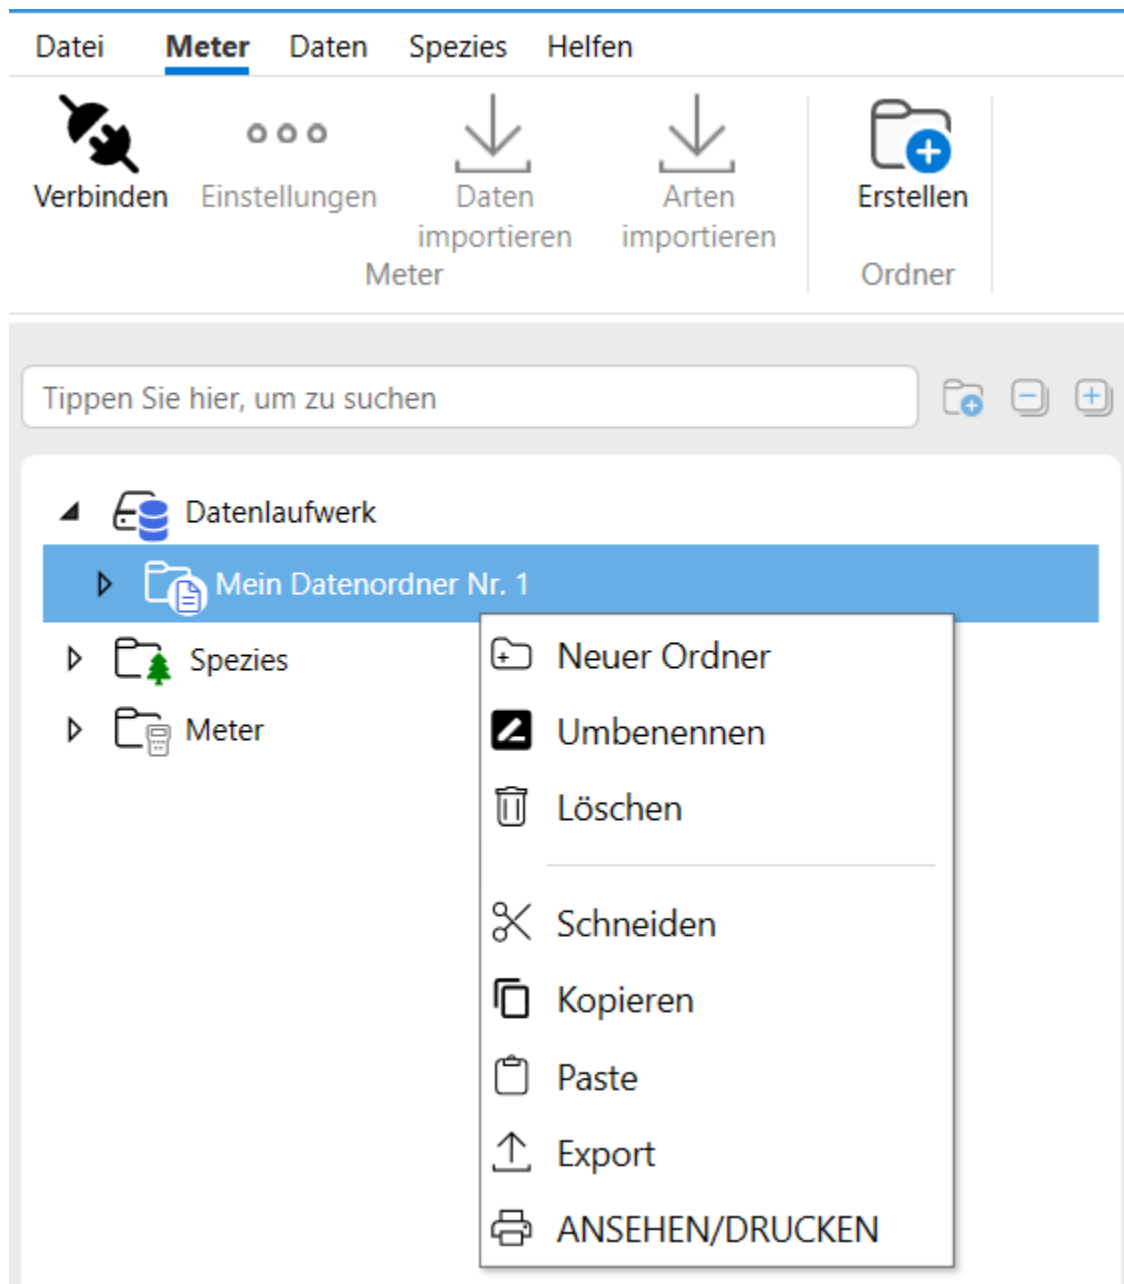 Datei Meter Daten Spezies Helfen
Verbinden Einstellungen Daten importieren Arten importieren Erstellen
Meter Ordner
Tippen Sie hier, um zu suchen
Datenlaufwerk
Mein Datenordner Nr. 1
Spezies
Meter
Neuer Ordner
Umbenennen
Löschen
Schneiden
Kopieren
Paste
Export
ANSEHEN/DRUCKEN